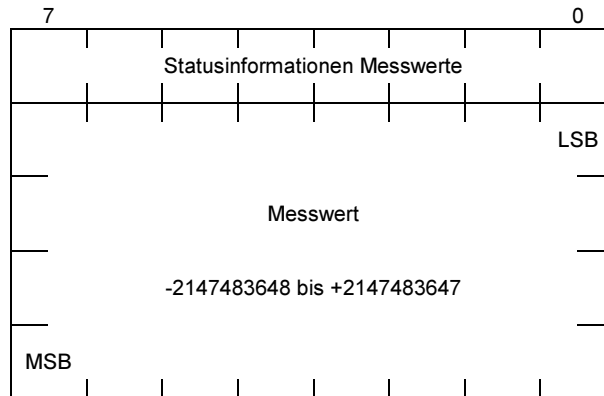 7 0
Statusinformationen Messwerte
LSB
Messwert
-2147483648 bis +2147483647
MSB